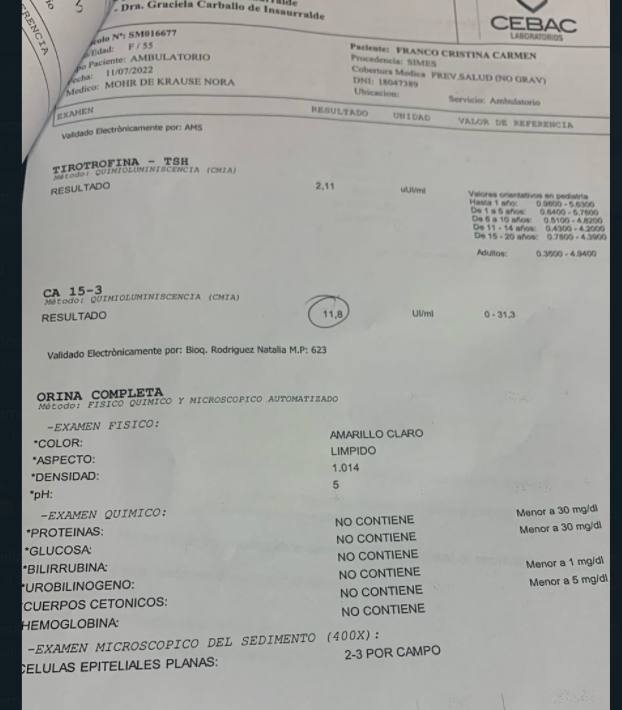 - Dra. Graciela Carballo de Insaurralde
CEBAC
LABORATORIOS
Nº: SM016677
Edad: F / 55
Paciente: AMBULATORIO
Fecha: 11/07/2022
Medico: MOHR DE KRAUSE NORA
Paciente: FRANCO CRISTINA CARMEN
Procedencia: SIMES
Cobertura Medica PREV.SALUD (NO GRAV)
DNI: 18047389
Ubicacion:
Servicio: Ambulatorio
EXAMEN RESULTADO UNIDAD VALOR DE REFERENCIA
Validado Electrònicamente por: AMS
TIROTROFINA - TSH
Método: QUIMIOLUMINISCENCIA (CMIA)
RESULTADO 2,11 uUI/ml
Valores orientativos en pediatria
Hasta 1 año: 0.9600 - 5.6300
De 1 a 5 años: 0.6400 - 5.7600
De 6 a 10 años: 0.5100 - 4.8200
De 11 - 14 años: 0.4300 - 4.2000
De 15 - 20 años: 0.7800 - 4.3900
Adultos: 0.3500 - 4.9400
CA 15-3
Método: QUIMIOLUMINISCENCIA (CMIA)
RESULTADO 11,8 UI/ml 0 - 31,3
Validado Electrònicamente por: Bioq. Rodriguez Natalia M.P: 623
ORINA COMPLETA
Método: FISICO QUIMICO Y MICROSCOPICO AUTOMATIZADO
-EXAMEN FISICO:
*COLOR: AMARILLO CLARO
*ASPECTO: LIMPIDO
*DENSIDAD: 1.014
*pH: 5
-EXAMEN QUIMICO:
*PROTEINAS: NO CONTIENE Menor a 30 mg/dl
*GLUCOSA: NO CONTIENE Menor a 30 mg/dl
*BILIRRUBINA: NO CONTIENE
*UROBILINOGENO: NO CONTIENE Menor a 1 mg/dl
*CUERPOS CETONICOS: NO CONTIENE Menor a 5 mg/dl
HEMOGLOBINA: NO CONTIENE
-EXAMEN MICROSCOPICO DEL SEDIMENTO (400X):
CELULAS EPITELIALES PLANAS: 2-3 POR CAMPO